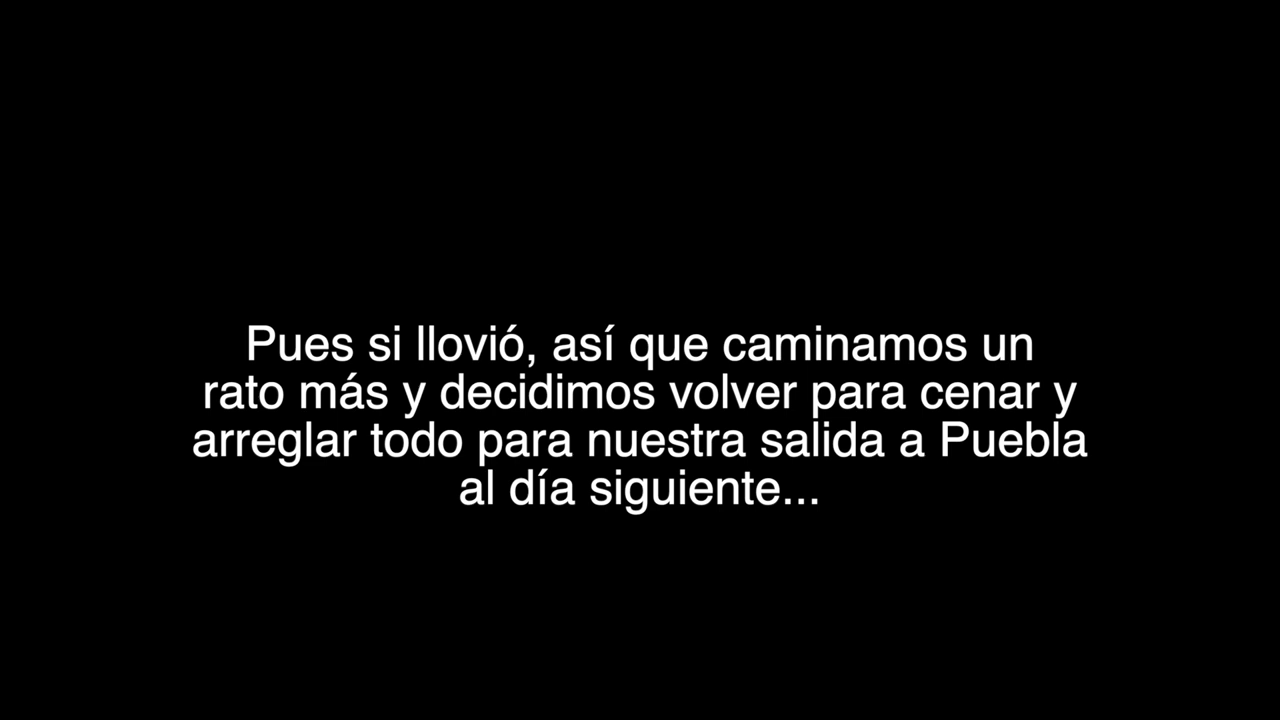 Pues si llovió, así que caminamos un
rato más y decidimos volver para cenar y
arreglar todo para nuestra salida a Puebla
al día siguiente...